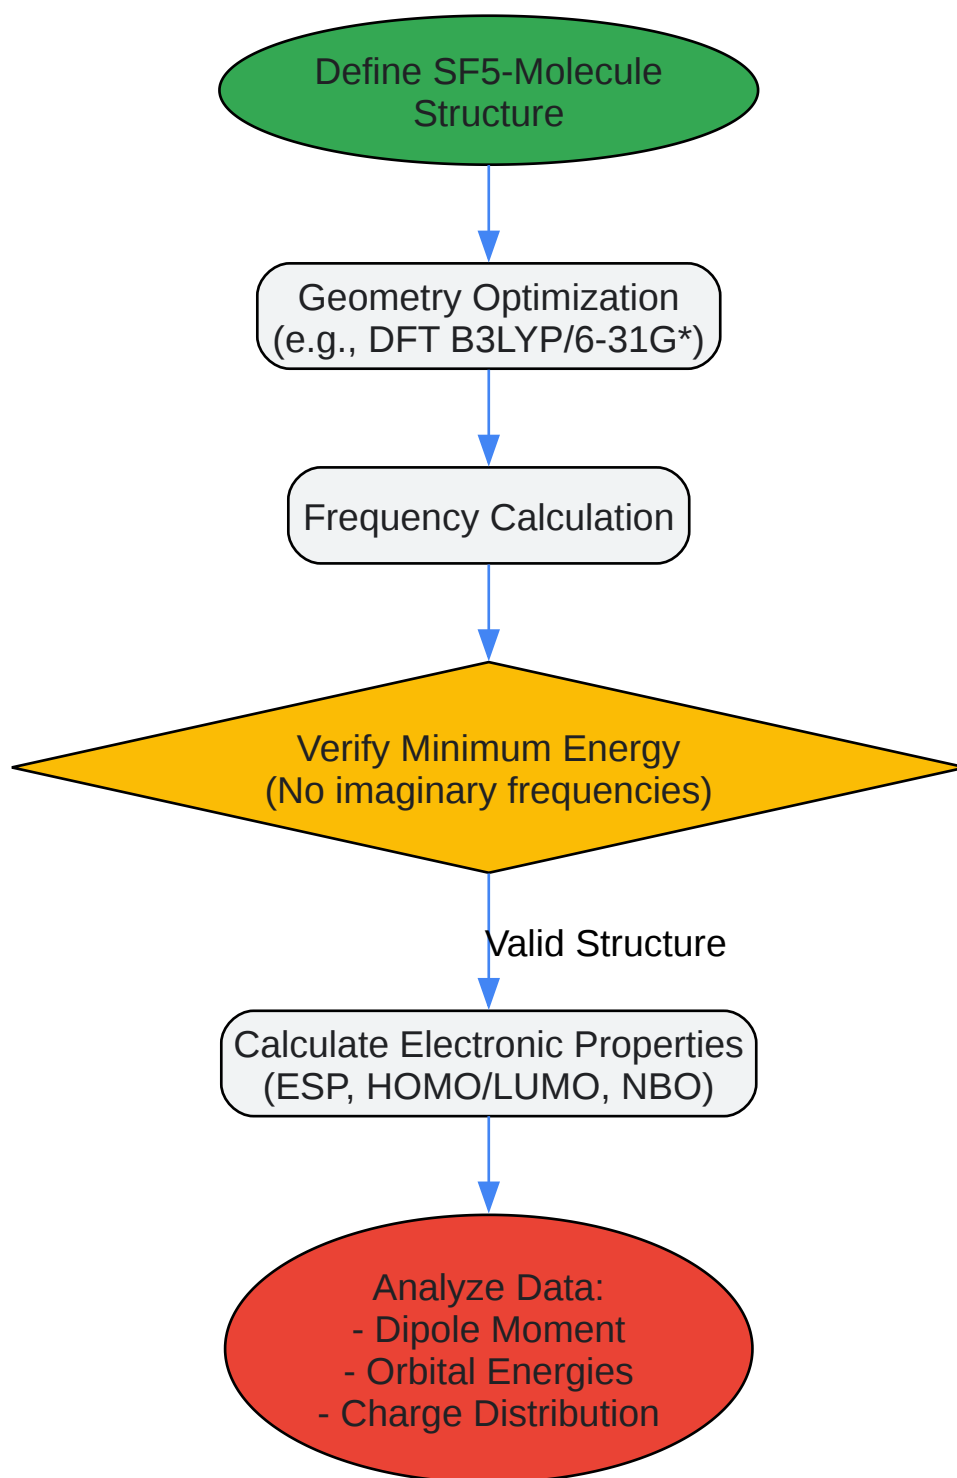 Define SF5-Molecule
Structure
Geometry Optimization
(e.g., DFT B3LYP/6-31G*)
Frequency Calculation
Verify Minimum Energy
(No imaginary frequencies)
Valid Structure
Calculate Electronic Properties
(ESP, HOMO/LUMO, NBO)
Analyze Data:
- Dipole Moment
- Orbital Energies
- Charge Distribution